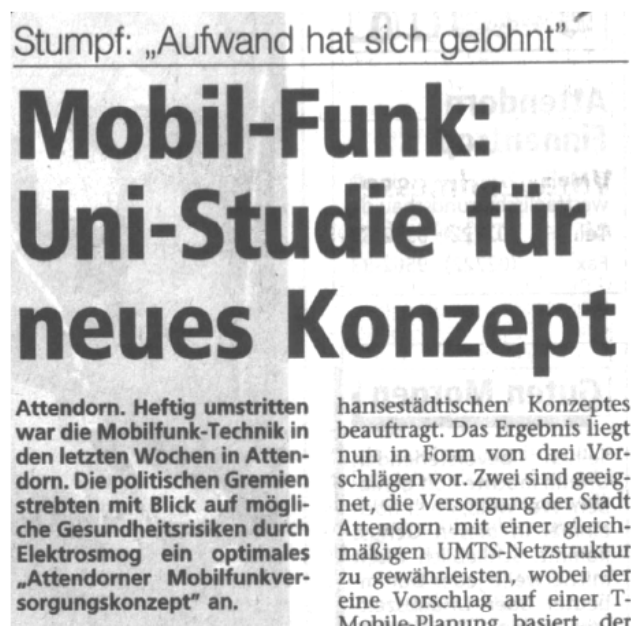 Stumpf: „Aufwand hat sich gelohnt"
Mobil-Funk:
Uni-Studie für
neues Konzept
Attendorn. Heftig umstritten
war die Mobilfunk-Technik in
den letzten Wochen in Atten-
dorn. Die politischen Gremien
strebten mit Blick auf mögli-
che Gesundheitsrisiken durch
Elektrosmog ein optimales
„Attendorner Mobilfunkver-
sorgungskonzept" an.
hansestädtischen Konzeptes
beauftragt. Das Ergebnis liegt
nun in Form von drei Vor-
schlägen vor. Zwei sind geeig-
net, die Versorgung der Stadt
Attendorn mit einer gleich-
mäßigen UMTS-Netzstruktur
zu gewährleisten, wobei der
eine Vorschlag auf einer T-
Mobile-Planung basiert, der